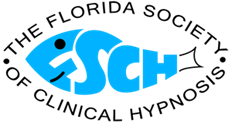 • THE FLORIDA SOCIETY •
FSCH
OF CLINICAL HYPNOSIS